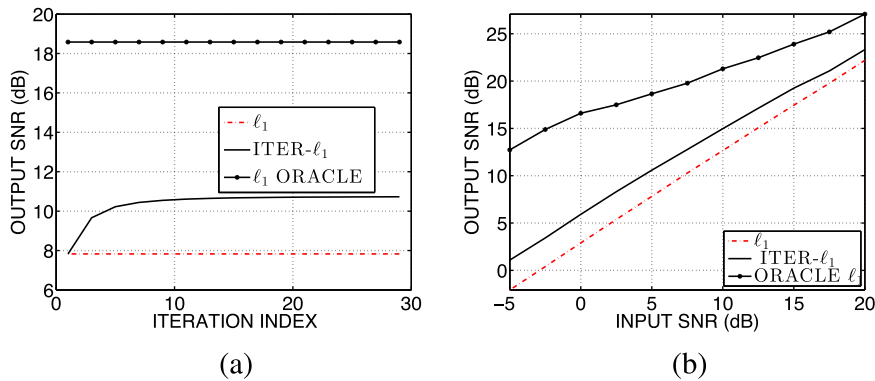 20
18
16
14
12
10
8
6
0
10
20
30
OUTPUT SNR (dB)
ITERATION INDEX
ℓ1
ITER-ℓ1
ℓ1 ORACLE
(a)
25
20
15
10
5
0
−5
0
5
10
15
20
OUTPUT SNR (dB)
INPUT SNR (dB)
ℓ1
ITER-ℓ1
ORACLE ℓ1
(b)